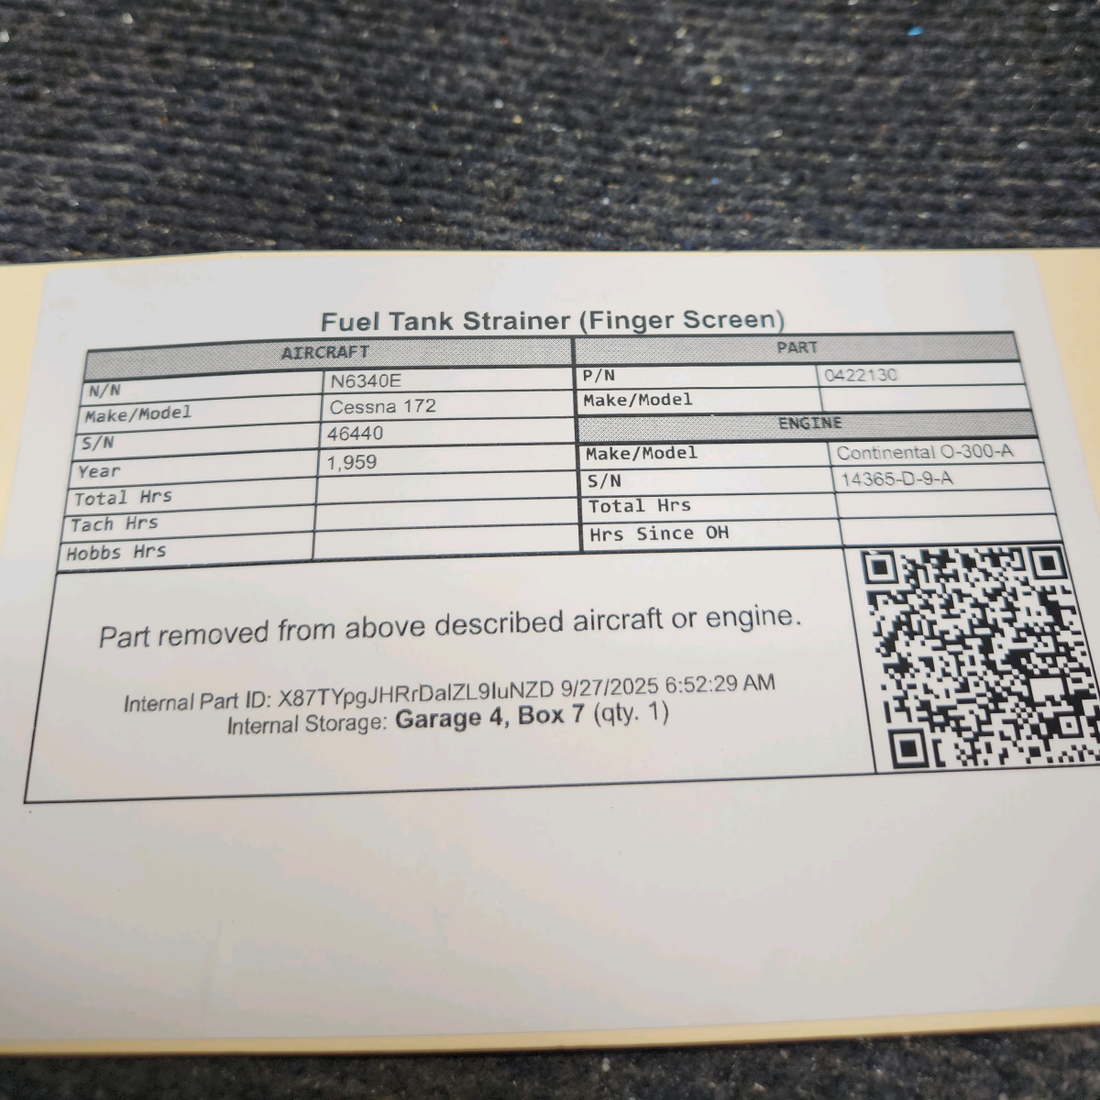 Fuel Tank Strainer (Finger Screen)
AIRCRAFT
N/N N6340E
Make/Model Cessna 172
S/N 46440
Year 1,959
Total Hrs
Tach Hrs
Hobbs Hrs
PART
P/N 0422130
Make/Model
ENGINE
Make/Model Continental O-300-A
S/N 14365-D-9-A
Total Hrs
Hrs Since OH
Part removed from above described aircraft or engine.
Internal Part ID: X87TYpgJHRrDalZL9IuNZD 9/27/2025 6:52:29 AM
Internal Storage: Garage 4, Box 7 (qty. 1)